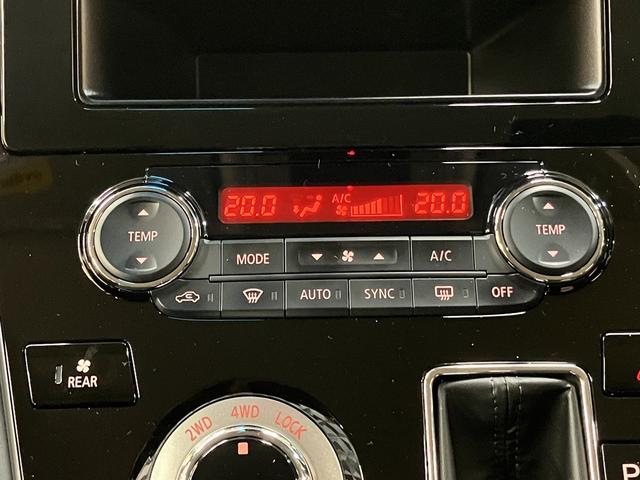 20.0 A/C 20.0
TEMP
TEMP
MODE A/C
AUTO SYNC OFF
REAR
2WD 4WD LOCK
P